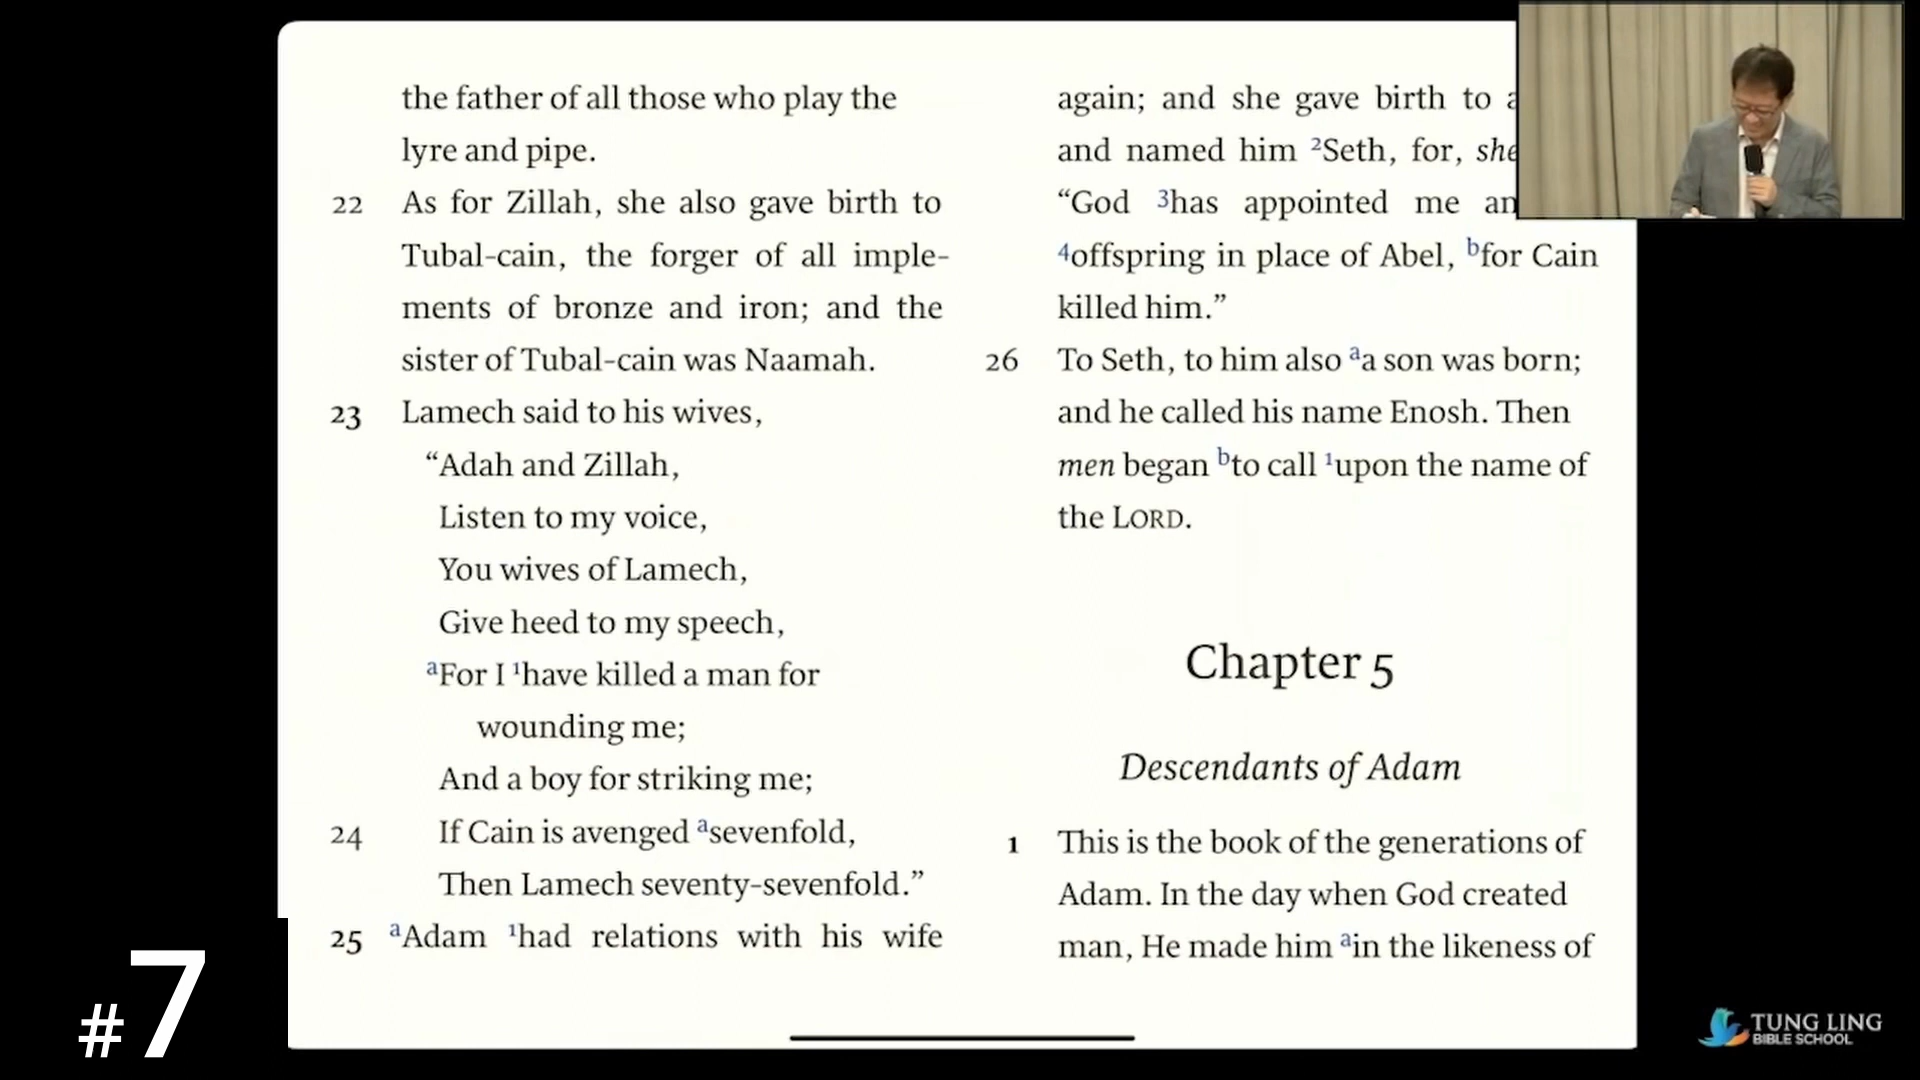 the father of all those who play the
lyre and pipe.
22 As for Zillah, she also gave birth to
Tubal-cain, the forger of all imple-
ments of bronze and iron; and the
sister of Tubal-cain was Naamah.
23 Lamech said to his wives,
“Adah and Zillah,
Listen to my voice,
You wives of Lamech,
Give heed to my speech,
aFor I 1have killed a man for
wounding me;
And a boy for striking me;
24 If Cain is avenged asevenfold,
Then Lamech seventy-sevenfold.”
25 aAdam 1had relations with his wife
again; and she gave birth to
and named him 2Seth, for, she
“God 3has appointed me
4offspring in place of Abel, bfor Cain
killed him.”
26 To Seth, to him also aa son was born;
and he called his name Enosh. Then
men began bto call 1upon the name of
the LORD.
Chapter 5
Descendants of Adam
1 This is the book of the generations of
Adam. In the day when God created
man, He made him ain the likeness of
#7
TUNG LING
BIBLE SCHOOL